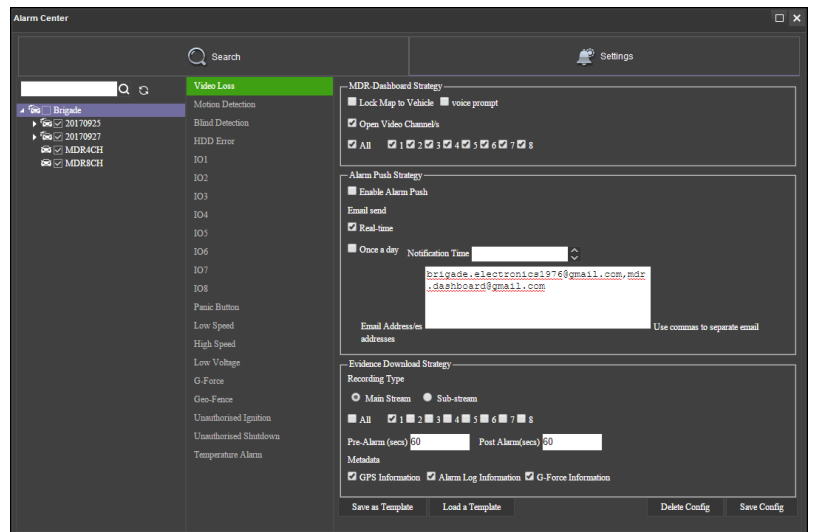 Alarm Center
Search
Settings
Brigade
20170925
20170927
MDR4CH
MDR8CH
Video Loss
Motion Detection
Blind Detection
HDD Error
IO1
IO2
IO3
IO4
IO5
IO6
IO7
IO8
Panic Button
Low Speed
High Speed
Low Voltage
G-Force
Geo-Fence
Unauthorised Ignition
Unauthorised Shutdown
Temperature Alarm
MDR-Dashboard Strategy
Lock Map to Vehicle voice prompt
Open Video Channel/s
All 1 2 3 4 5 6 7 8
Alarm Push Strategy
Enable Alarm Push
Email send
Real-time
Once a day Notification Time
brigade.electronics1976@gmail.com,mdr
.dashboard@gmail.com
Email Address/es Use commas to separate email
addresses
Evidence Download Strategy
Recording Type
Main Stream Sub-stream
All 1 2 3 4 5 6 7 8
Pre-Alarm (secs) 60 Post Alarm(secs) 60
Metadata
GPS Information Alarm Log Information G-Force Information
Save as Template Load a Template Delete Config Save Config